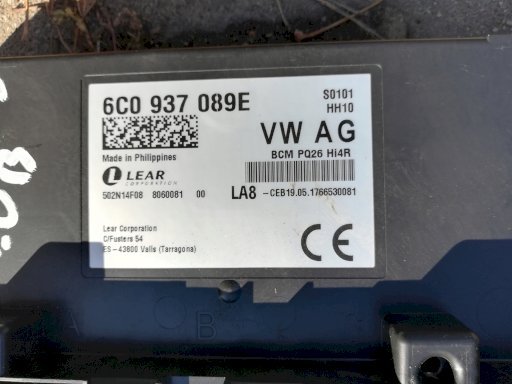 6C0 937 089E
S0101
HH10
VW AG
BCM PQ26 Hi4R
Made in Philippines
LEAR
CORPORATION
502N14F08 8060081 00
LA8 -CEB19.05.1766530081
Lear Corporation
C/Fusters 54
ES - 43800 Valls (Tarragona)
CE
A
B